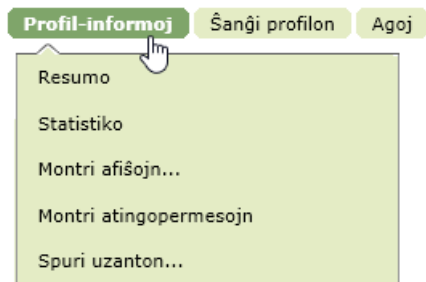 Profil-informoj Ŝanĝi profilon Agoj
Resumo
Statistiko
Montri afiŝojn...
Montri atingopermesojn
Spuri uzanton...